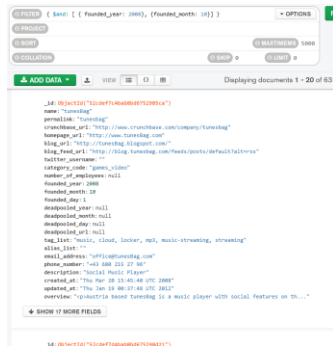 FILTER { $and: [ { founded_year: 2008}, {founded_month: 10}] } OPTIONS
PROJECT
SORT MAXTIMEMS 5000
COLLATION SKIP 0 LIMIT 0
ADD DATA VIEW Displaying documents 1 - 20 of 63
_id: ObjectId("52cdef7c4bab8bd67529856a")
name: "tunesBag"
permalink: "tunesbag"
crunchbase_url: "http://www.crunchbase.com/company/tunesbag"
homepage_url: "http://www.tunesBag.com"
blog_url: "http://tunesBag.blogspot.com/"
blog_feed_url: "http://blog.tunesbag.com/feeds/posts/default?alt=rss"
twitter_username: ""
category_code: "games_video"
number_of_employees: null
founded_year: 2008
founded_month: 10
founded_day: 1
deadpooled_year: null
deadpooled_month: null
deadpooled_day: null
deadpooled_url: null
tag_list: "music, cloud, locker, mp3, music-streaming, streaming"
alias_list: ""
email_address: "office@tunesBag.com"
phone_number: "+43 680 215 27 98"
description: "Social Music Player"
created_at: "Thu Mar 20 15:45:48 UTC 2008"
updated_at: "Thu Jan 19 00:37:48 UTC 2012"
overview: "<p>Austria based tunesBag is a music player with social features on th..."
SHOW 17 MORE FIELDS